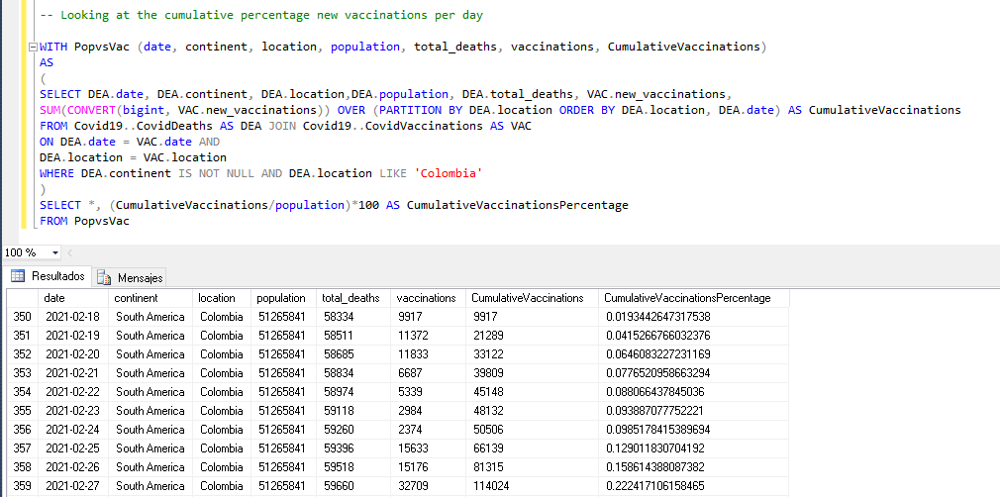 -- Looking at the cumulative percentage new vaccinations per day
WITH PopvsVac (date, continent, location, population, total_deaths, vaccinations, CumulativeVaccinations)
AS
(
SELECT DEA.date, DEA.continent, DEA.location,DEA.population, DEA.total_deaths, VAC.new_vaccinations,
SUM(CONVERT(bigint, VAC.new_vaccinations)) OVER (PARTITION BY DEA.location ORDER BY DEA.location, DEA.date) AS CumulativeVaccinations
FROM Covid19..CovidDeaths AS DEA JOIN Covid19..CovidVaccinations AS VAC
ON DEA.date = VAC.date AND
DEA.location = VAC.location
WHERE DEA.continent IS NOT NULL AND DEA.location LIKE 'Colombia'
)
SELECT *, (CumulativeVaccinations/population)*100 AS CumulativeVaccinationsPercentage
FROM PopvsVac
100 %
Resultados Mensajes
date continent location population total_deaths vaccinations CumulativeVaccinations CumulativeVaccinationsPercentage
350 2021-02-18 South America Colombia 51265841 58334 9917 9917 0.0193442647317538
351 2021-02-19 South America Colombia 51265841 58511 11372 21289 0.0415266766032376
352 2021-02-20 South America Colombia 51265841 58685 11833 33122 0.0646083227231169
353 2021-02-21 South America Colombia 51265841 58834 6687 39809 0.0776520958663294
354 2021-02-22 South America Colombia 51265841 58974 5339 45148 0.088066437845036
355 2021-02-23 South America Colombia 51265841 59118 2984 48132 0.093887077752221
356 2021-02-24 South America Colombia 51265841 59260 2374 50506 0.0985178415389694
357 2021-02-25 South America Colombia 51265841 59396 15633 66139 0.129011830704192
358 2021-02-26 South America Colombia 51265841 59518 15176 81315 0.158614388087382
359 2021-02-27 South America Colombia 51265841 59660 32709 114024 0.222417106158465